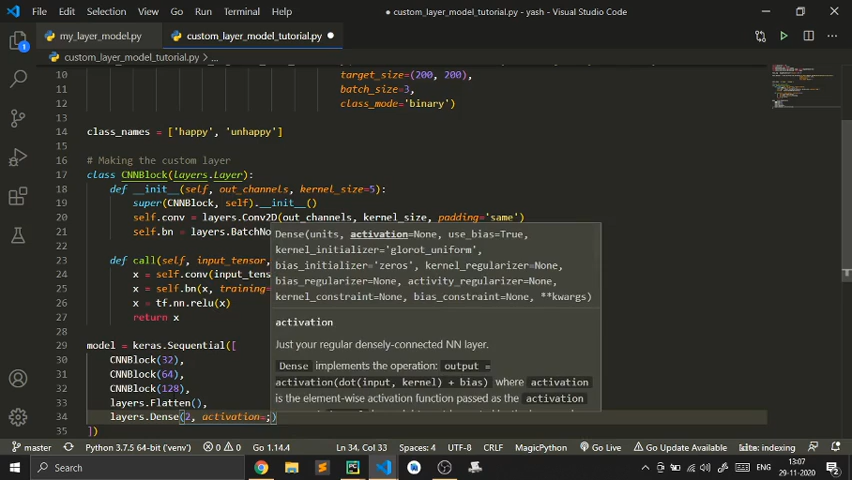 File Edit Selection View Go Run Terminal Help
custom_layer_model_tutorial.py - yash - Visual Studio Code
my_layer_model.py
custom_layer_model_tutorial.py
custom_layer_model_tutorial.py > ...
10 target_size=(200, 200),
11 batch_size=3,
12 class_mode='binary')
13
14 class_names = ['happy', 'unhappy']
15
16 # Making the custom layer
17 class CNNBlock(layers.Layer):
18 def __init__(self, out_channels, kernel_size=5):
19 super(CNNBlock, self).__init__()
20 self.conv = layers.Conv2D(out_channels, kernel_size, padding='same')
21 self.bn = layers.BatchNo
22
23 def call(self, input_tensor,
24 x = self.conv(input_tens
25 x = self.bn(x, training=
26 x = tf.nn.relu(x)
27 return x
28
29 model = keras.Sequential([
30 CNNBlock(32),
31 CNNBlock(64),
32 CNNBlock(128),
33 layers.Flatten(),
34 layers.Dense(2, activation=;)
])
Dense(units, activation=None, use_bias=True,
kernel_initializer='glorot_uniform',
bias_initializer='zeros', kernel_regularizer=None,
bias_regularizer=None, activity_regularizer=None,
kernel_constraint=None, bias_constraint=None, **kwargs)
activation
Just your regular densely-connected NN layer.
Dense implements the operation: output =
activation(dot(input, kernel) + bias) where activation
is the element-wise activation function passed as the activation
master Python 3.7.5 ('venv') 0 0 Go 1.14.4 Ln 34, Col 33 Spaces: 4 UTF-8 CRLF MagicPython Go Live Go Update Available Tite: indexing
Search
ENG
13:07
29-11-2020